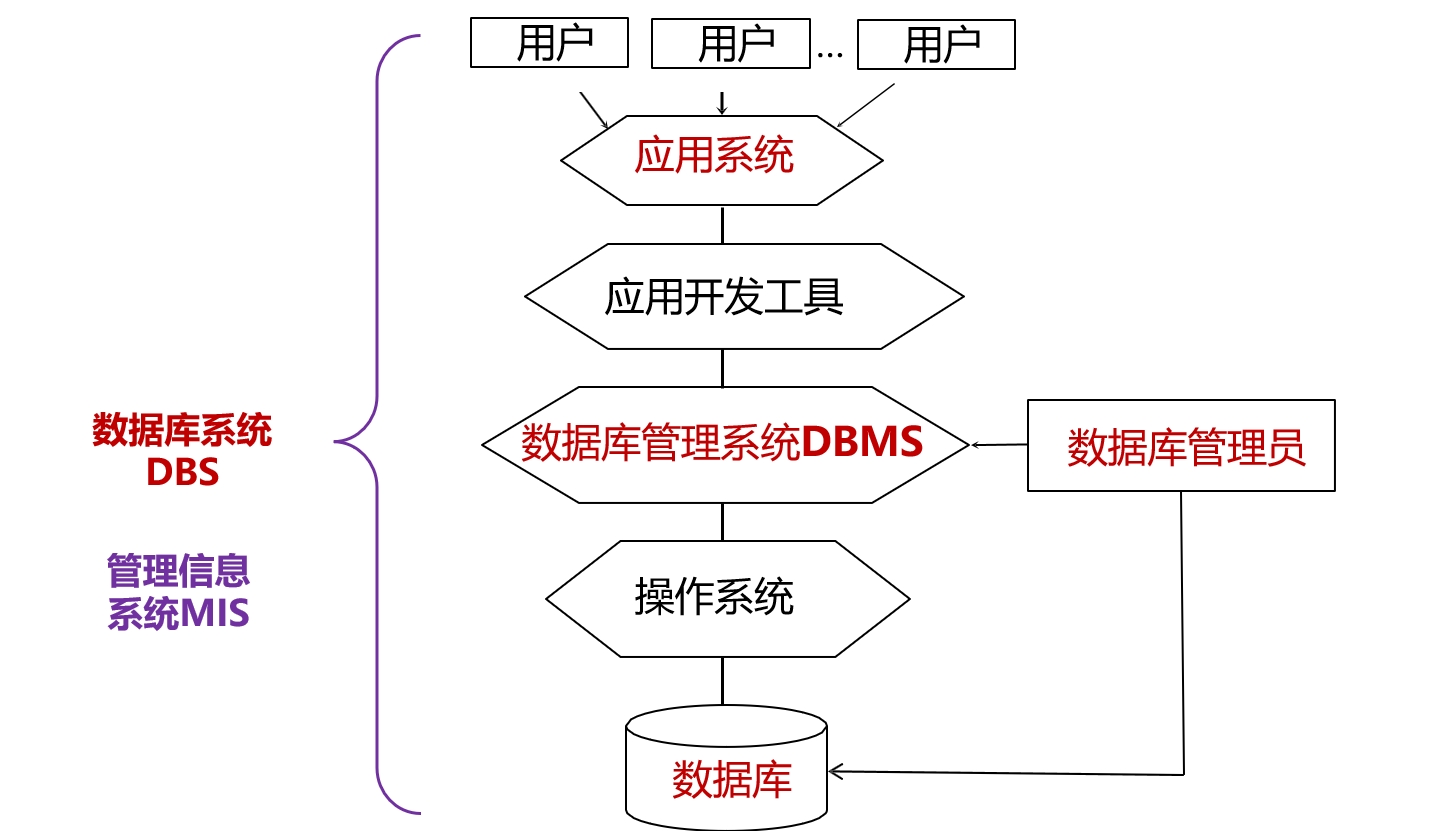 用户 用户 … 用户
应用系统
应用开发工具
数据库管理系统DBMS
数据库管理员
操作系统
数据库
数据库系统
DBS
管理信息
系统MIS